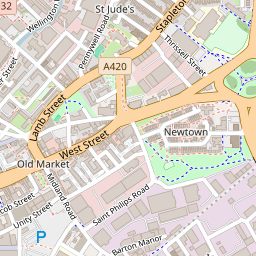 St Jude's
32
Wellington
Pennywell Road
Stapleton
Thrissell Street
A420
Lamb Street
West Street
Newtown
Old Market
Midland Road
Saint Philips Road
Unity Street
P
Barton Manor